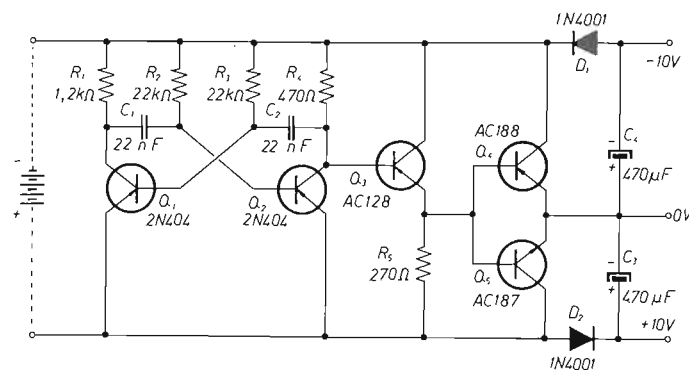 1N4001
D₁
−10V
R₁
1,2kΩ
R₂
22kΩ
R₃
22kΩ
R₄
470Ω
C₁
22 nF
C₂
22 nF
Q₁
2N404
Q₂
2N404
Q₃
AC128
AC188
Q₄
C₄
−
+
470µF
0V
R₅
270Ω
Q₅
AC187
C₃
−
+
470µF
−
+
D₂
1N4001
+10V